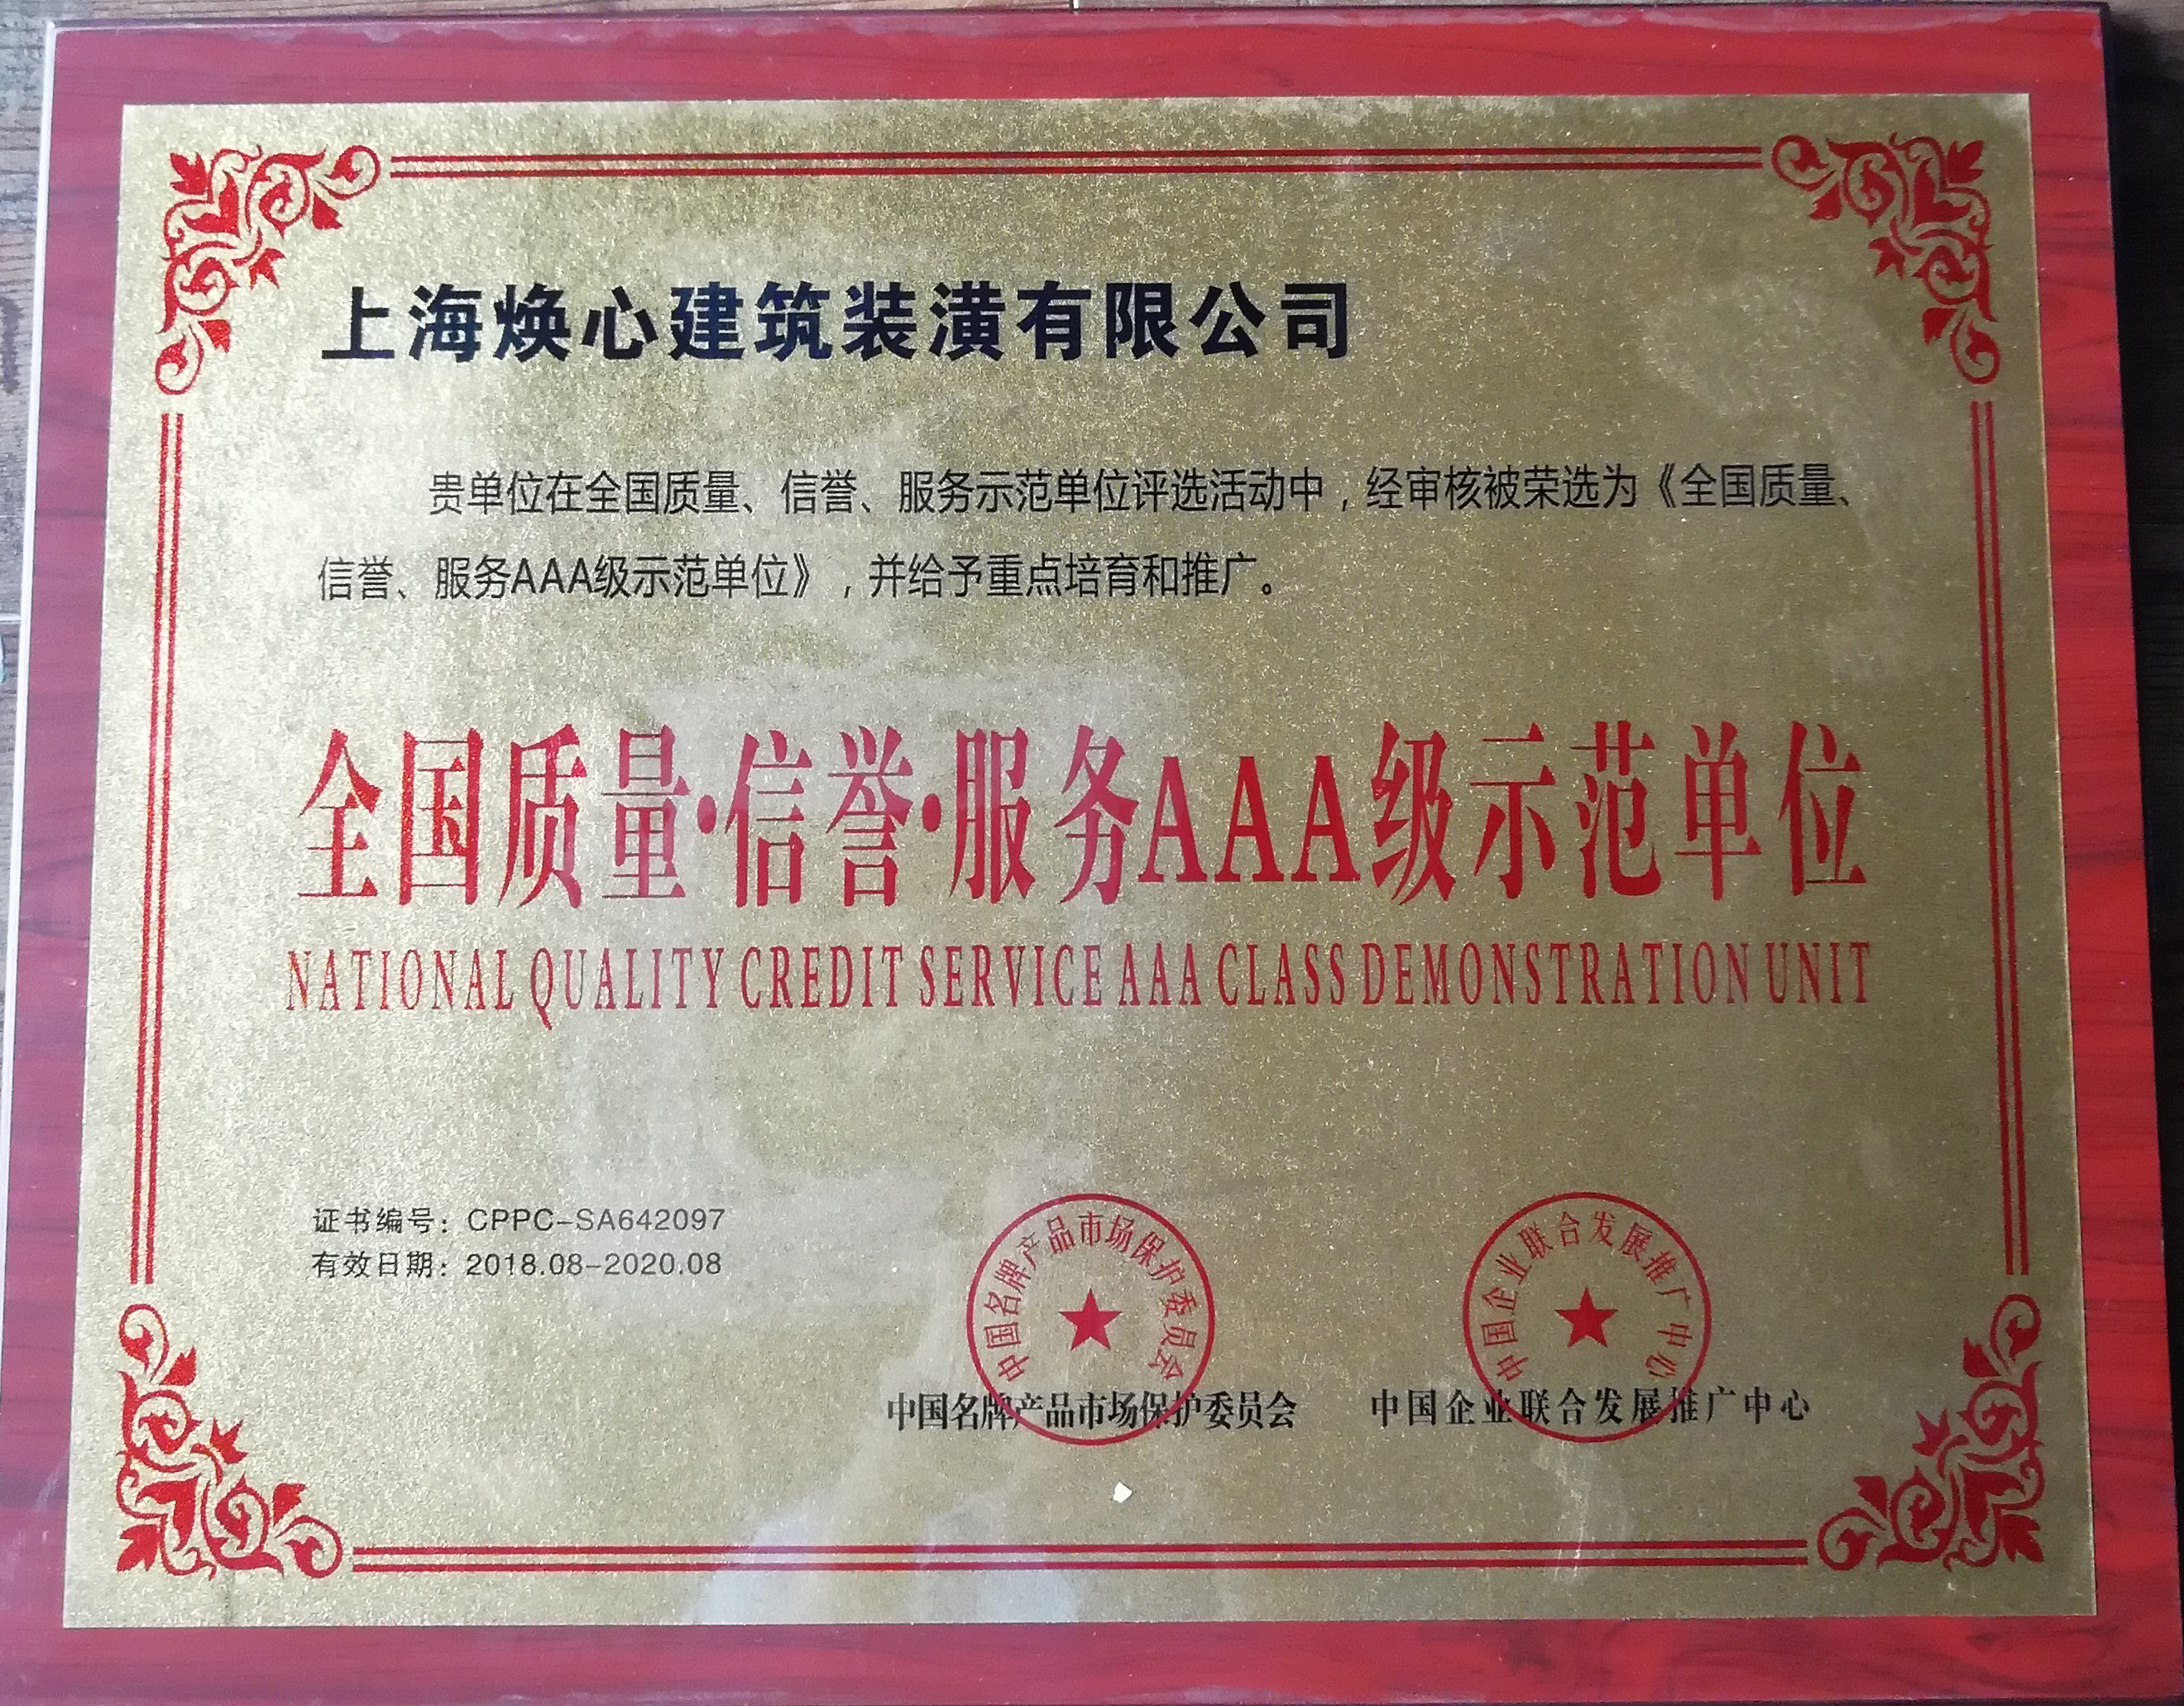 上海焕心建筑装潢有限公司
贵单位在全国质量、信誉、服务示范单位评选活动中，经审核被荣选为《全国质量、
信誉、服务AAA级示范单位》，并给予重点培育和推广。
全国质量·信誉·服务AAA级示范单位
NATIONAL QUALITY CREDIT SERVICE AAA CLASS DEMONSTRATION UNIT
证书编号：CPPC-SA642097
有效日期：2018.08-2020.08
中国名牌产品市场保护委员会
中国企业联合发展推广中心
中国名牌产品市场保护委员会
中国企业联合发展推广中心